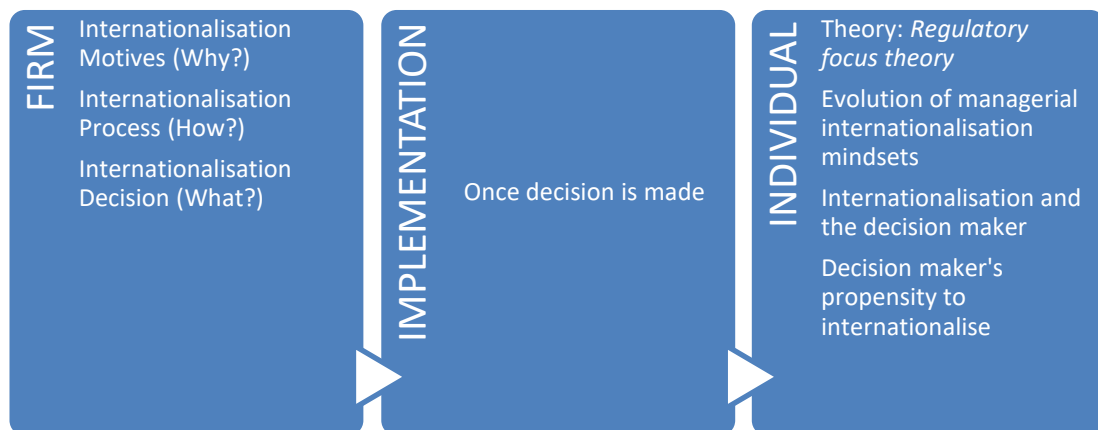 FIRM
Internationalisation
Motives (Why?)
Internationalisation
Process (How?)
Internationalisation
Decision (What?)
IMPLEMENTATION
Once decision is made
INDIVIDUAL
Theory: Regulatory
focus theory
Evolution of managerial
internationalisation
mindsets
Internationalisation and
the decision maker
Decision maker's
propensity to
internationalise